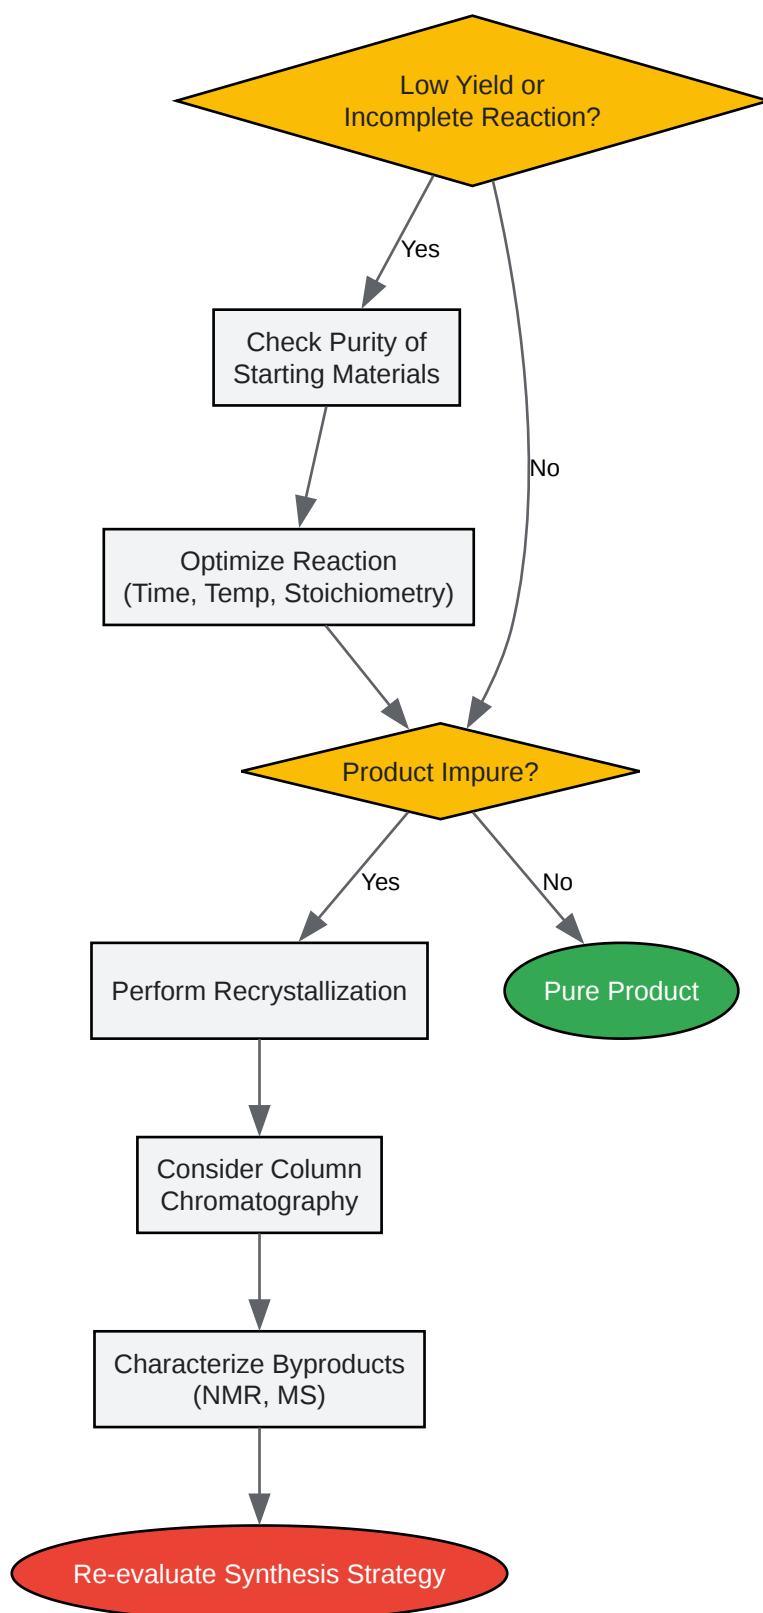 Low Yield or
Incomplete Reaction?
Yes
Check Purity of
Starting Materials
No
Optimize Reaction
(Time, Temp, Stoichiometry)
Product Impure?
Yes
No
Perform Recrystallization
Pure Product
Consider Column
Chromatography
Characterize Byproducts
(NMR, MS)
Re-evaluate Synthesis Strategy